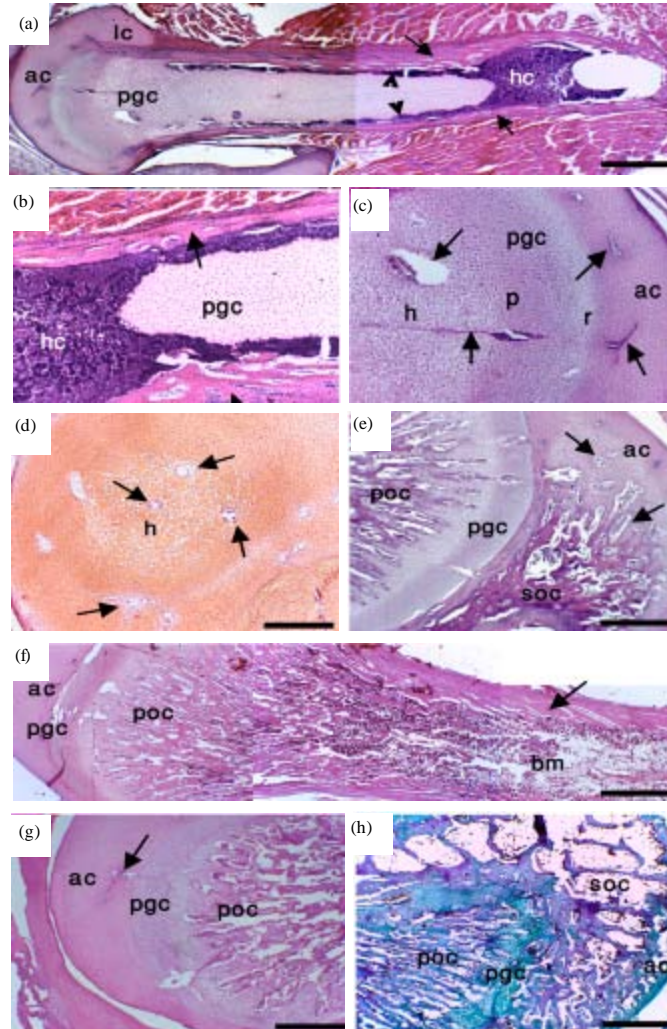 (a)
lc
ac
pgc
hc
(b)
pgc
hc
(c)
pgc
h
p
r
ac
(d)
h
(e)
ac
poc
pgc
soc
(f)
ac
pgc
poc
bm
(g)
ac
pgc
poc
(h)
soc
poc
pgc
ac